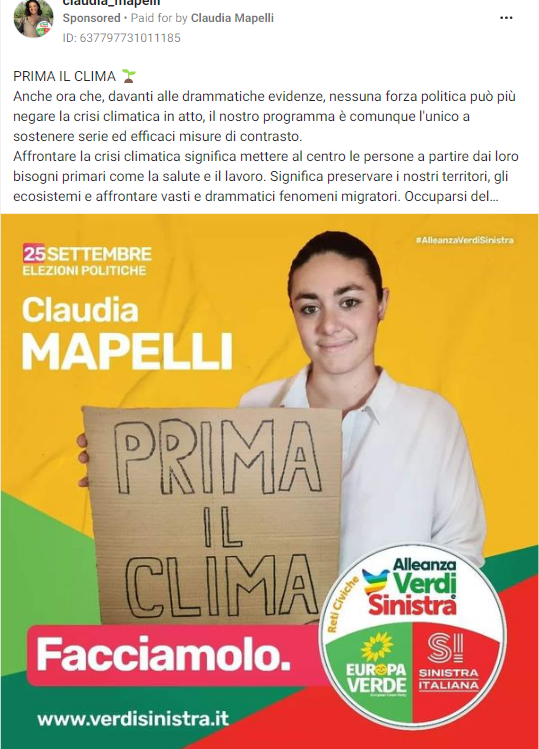 claudia_mapelli
Sponsored • Paid for by Claudia Mapelli
ID: 637797731011185
PRIMA IL CLIMA 🌱
Anche ora che, davanti alle drammatiche evidenze, nessuna forza politica può più
negare la crisi climatica in atto, il nostro programma è comunque l'unico a
sostenere serie ed efficaci misure di contrasto.
Affrontare la crisi climatica significa mettere al centro le persone a partire dai loro
bisogni primari come la salute e il lavoro. Significa preservare i nostri territori, gli
ecosistemi e affrontare vasti e drammatici fenomeni migratori. Occuparsi del...
25 SETTEMBRE
ELEZIONI POLITICHE
#AlleanzaVerdiSinistra
Claudia
MAPELLI
PRIMA
IL
CLIMA
Facciamolo.
www.verdisinistra.it
Reti Civiche
Alleanza
Verdi
Sinistra
EUROPA
VERDE
SI
SINISTRA
ITALIANA